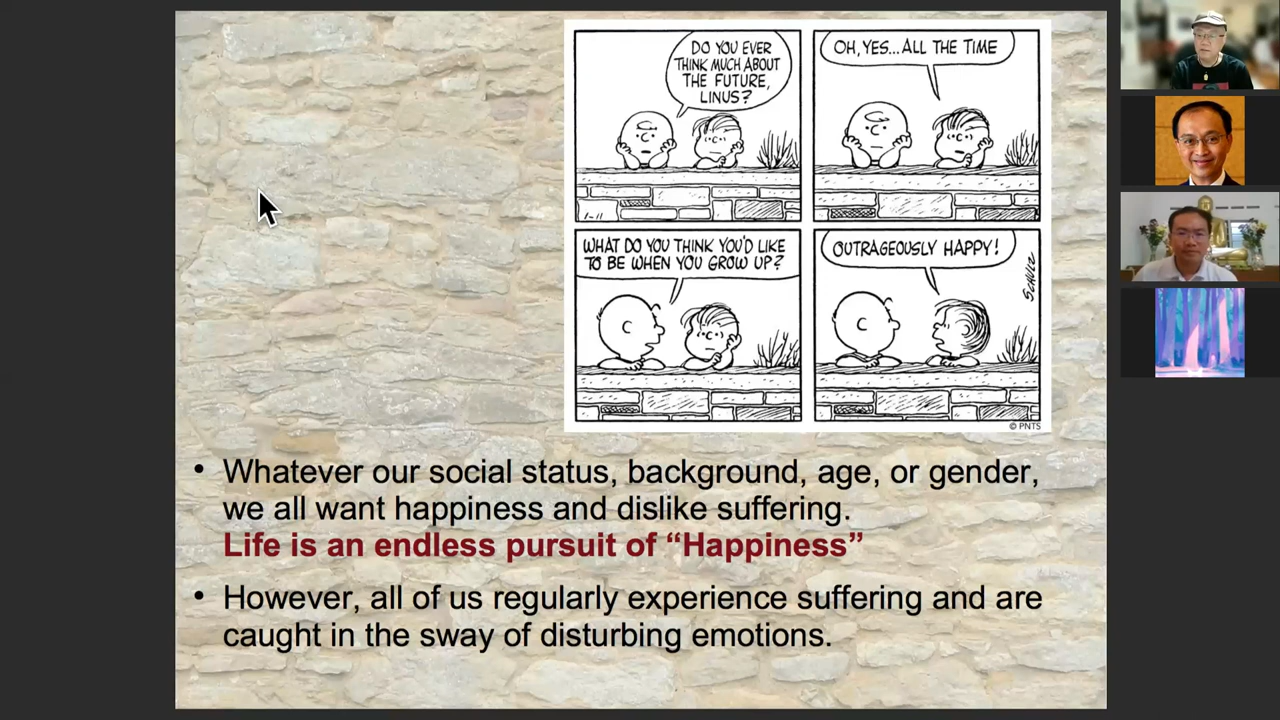 DO YOU EVER
THINK MUCH ABOUT
THE FUTURE,
LINUS?
OH, YES...ALL THE TIME
1-11
WHAT DO YOU THINK YOU'D LIKE
TO BE WHEN YOU GROW UP?
OUTRAGEOUSLY HAPPY!
SCHULZ
© PNTS
• Whatever our social status, background, age, or gender,
we all want happiness and dislike suffering.
Life is an endless pursuit of “Happiness”
• However, all of us regularly experience suffering and are
caught in the sway of disturbing emotions.